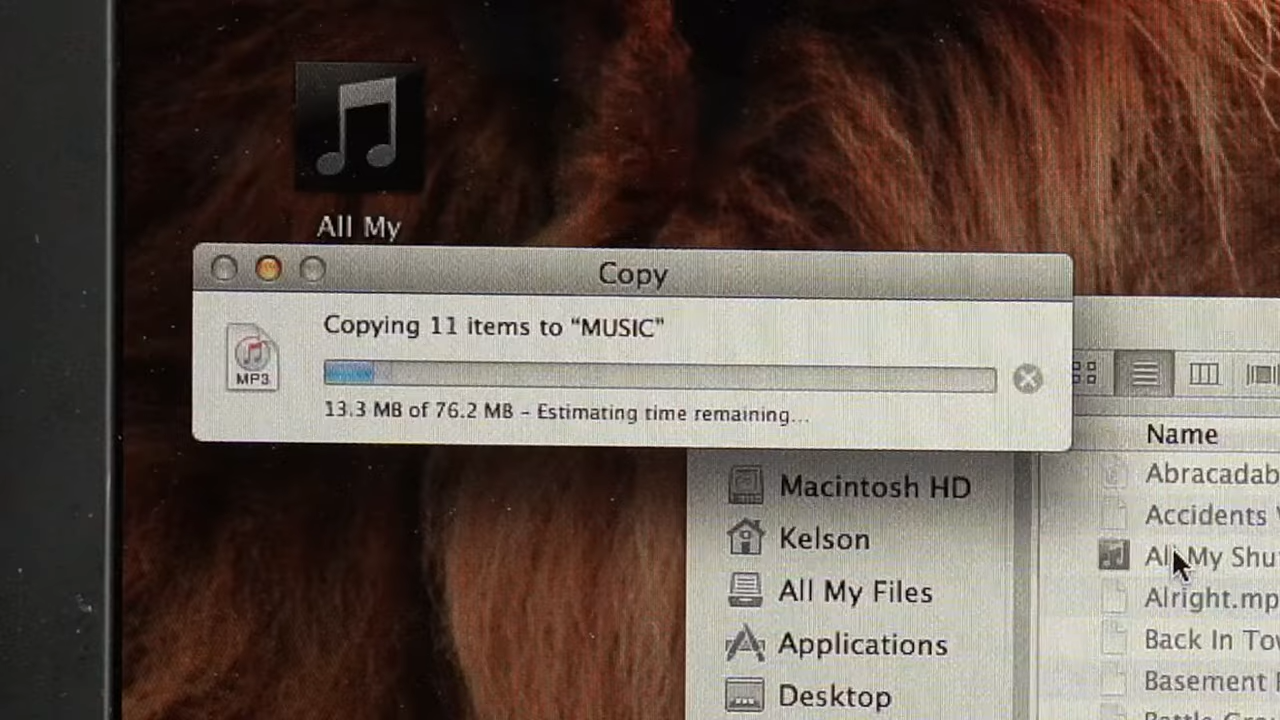 All My
Copy
Copying 11 items to “MUSIC”
MP3
13.3 MB of 76.2 MB – Estimating time remaining...
Name
Macintosh HD
Kelson
All My Files
Applications
Desktop
Abracadab
Accidents
All My Shu
Alright.mp
Back In Tow
Basement